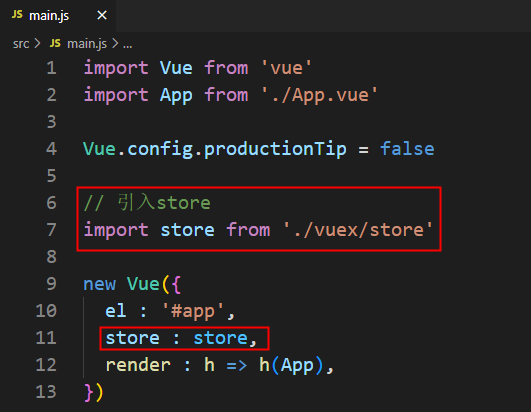 JS main.js ×
src > JS main.js > ...
1 import Vue from 'vue'
2 import App from './App.vue'
3
4 Vue.config.productionTip = false
5
6 // 引入store
7 import store from './vuex/store'
8
9 new Vue({
10 el : '#app',
11 store : store,
12 render : h => h(App),
13 })